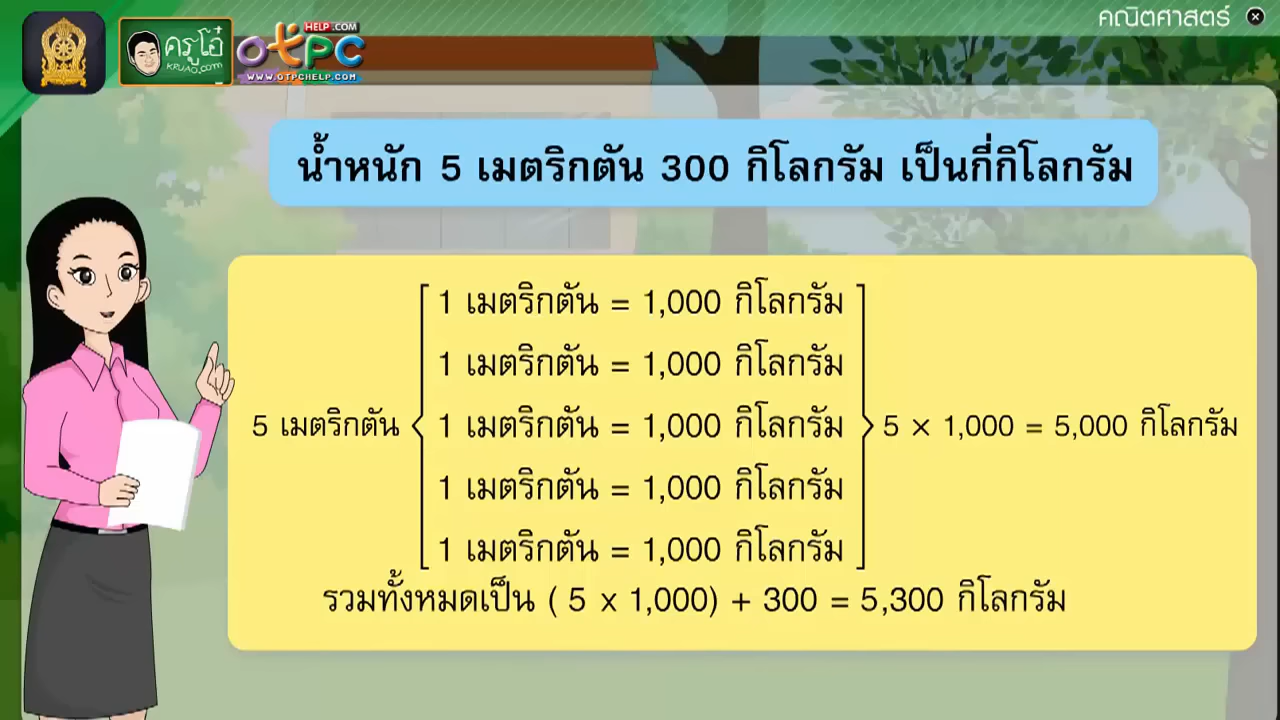 คณิตศาสตร์
ครูโอ๋
KRUAO.com
OTPC
HELP.COM
WWW.OTPCHELP.COM
น้ำหนัก 5 เมตริกตัน 300 กิโลกรัม เป็นกี่กิโลกรัม
1 เมตริกตัน = 1,000 กิโลกรัม
1 เมตริกตัน = 1,000 กิโลกรัม
5 เมตริกตัน 1 เมตริกตัน = 1,000 กิโลกรัม 5 × 1,000 = 5,000 กิโลกรัม
1 เมตริกตัน = 1,000 กิโลกรัม
1 เมตริกตัน = 1,000 กิโลกรัม
รวมทั้งหมดเป็น ( 5 x 1,000) + 300 = 5,300 กิโลกรัม